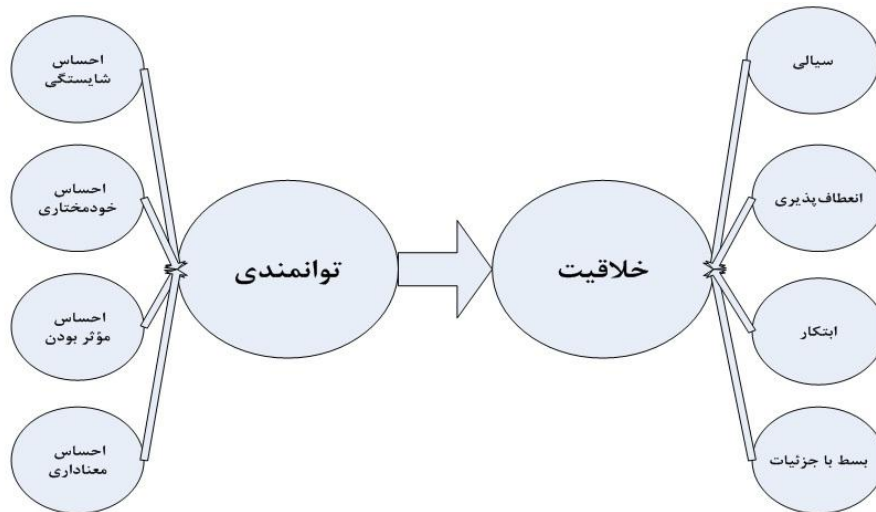 احساس
شایستگی
احساس
خودمختاری
احساس
مؤثر بودن
احساس
معناداری
توانمندی
خلاقیت
سیالی
انعطاف‌پذیری
ابتکار
بسط با جزئیات